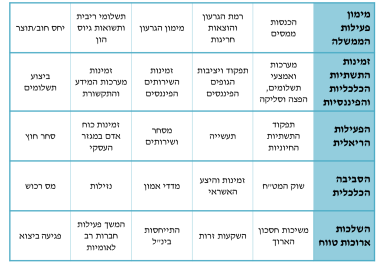 מימון
פעילות
הממשלה
הכנסות
ממסים
רמת הגרעון
והוצאות
חריגות
מימון הגרעון
תשלומי ריבית
ותשואות גיוס
הון
יחס חוב/תוצר
זמינות
התשתיות
הכלכליות
והפיננסיות
מערכות
ואמצעי
תשלומים,
הפצה וסליקה
תפקוד ויציבות
הגופים
הפיננסים
זמינות
השירותים
הפיננסים
זמינות
מערכות המידע
והתקשורת
ביצוע
תשלומים
הפעילות
הריאלית
תפקוד
התשתיות
החיוניות
תעשייה
מסחר
ושירותים
זמינות כוח
אדם במגזר
העסקי
סחר חוץ
הסביבה
הכלכלית
שוק המט״ח
זמינות והיצע
האשראי
מדדי אמון
נזילות
מס רכוש
השלכות
ארוכות טווח
משיכות חסכון
הארוך
השקעות זרות
התייחסות
בינ״ל
המשך פעילות
חברות רב
לאומיות
פגיעה ביצוא